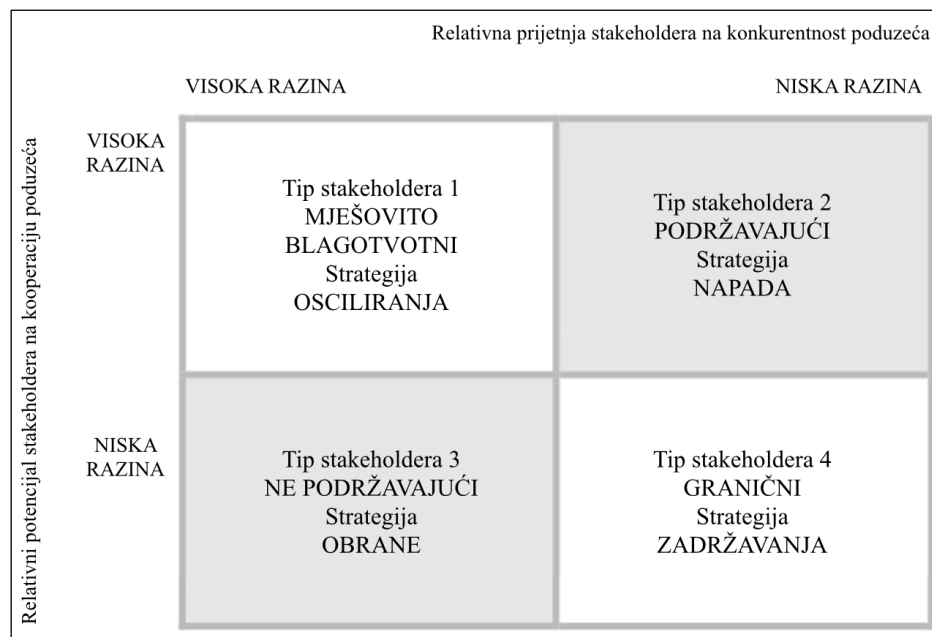 Relativna prijetnja stakeholdera na konkurentnost poduzeća
VISOKA RAZINA
NISKA RAZINA
Relativni potencijal stakeholdera na kooperaciju poduzeća
VISOKA
RAZINA
Tip stakeholdera 1
MJEŠOVITO
BLAGOTVOTNI
Strategija
OSCILIRANJA
Tip stakeholdera 2
PODRŽAVAJUĆI
Strategija
NAPADA
NISKA
RAZINA
Tip stakeholdera 3
NE PODRŽAVAJUĆI
Strategija
OBRANE
Tip stakeholdera 4
GRANIČNI
Strategija
ZADRŽAVANJA